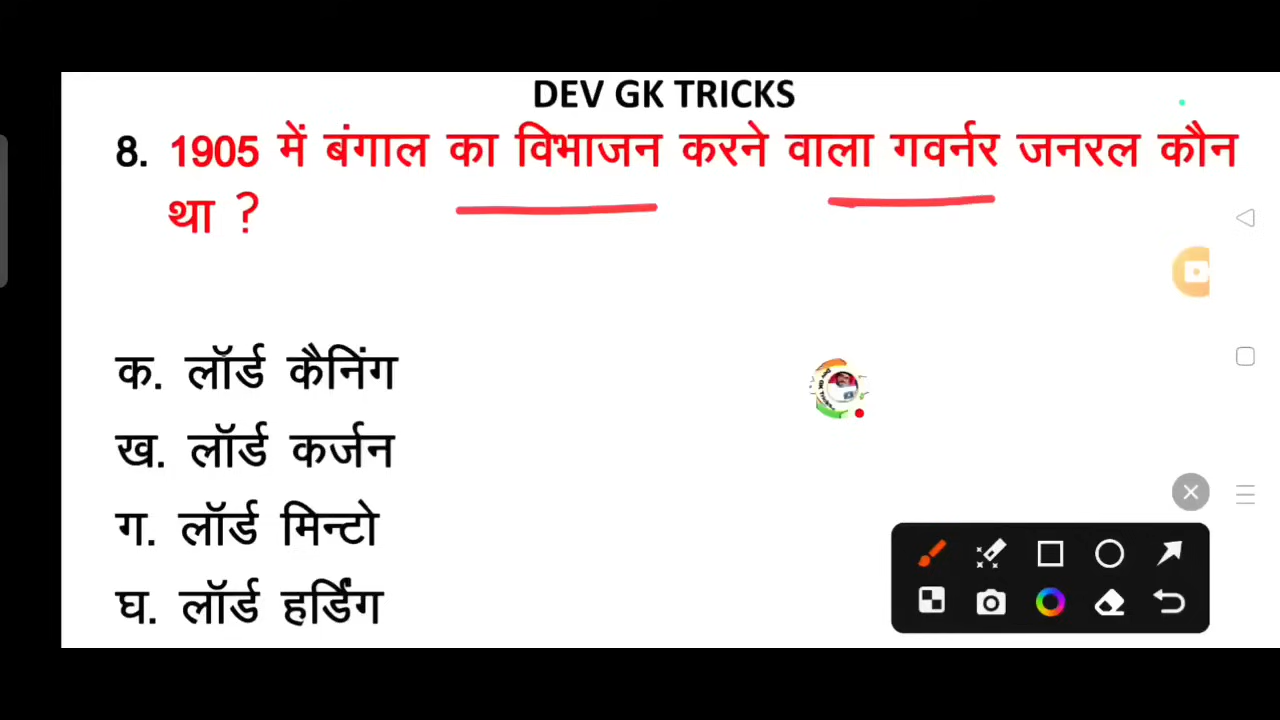 DEV GK TRICKS
8. 1905 में बंगाल का विभाजन करने वाला गवर्नर जनरल कौन
था ?
क. लॉर्ड कैनिंग
ख. लॉर्ड कर्जन
ग. लॉर्ड मिन्टो
घ. लॉर्ड हर्डिंग